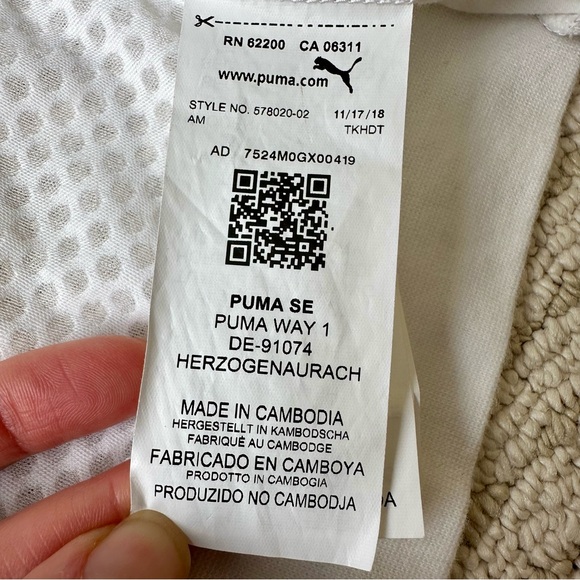 RN 62200 CA 06311
www.puma.com
STYLE NO. 578020-02 11/17/18
AM TKHDT
AD 7524M0GX00419
PUMA SE
PUMA WAY 1
DE-91074
HERZOGENAURACH
MADE IN CAMBODIA
HERGESTELLT IN KAMBODSCHA
FABRIQUÉ AU CAMBODGE
FABRICADO EN CAMBOYA
PRODOTTO IN CAMBOGIA
PRODUZIDO NO CAMBODJA